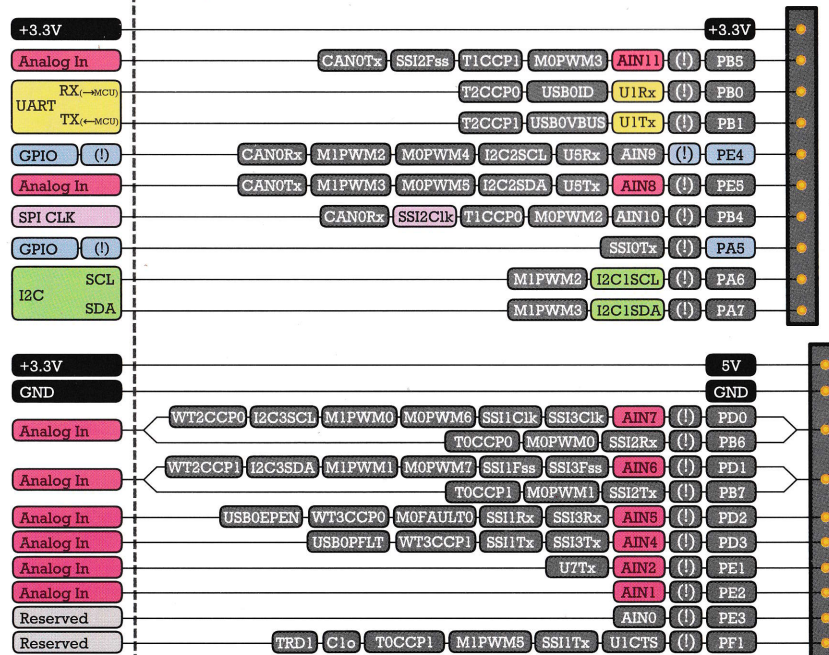 +3.3V +3.3V
Analog In CAN0Tx SSI2Fss T1CCP1 M0PWM3 AIN11 (!) PB5
RX(→MCU) T2CCP0 USB0ID U1Rx (!) PB0
UART
TX(←MCU) T2CCP1 USB0VBUS U1Tx (!) PB1
GPIO (!) CAN0Rx M1PWM2 M0PWM4 I2C2SCL U5Rx AIN9 (!) PE4
Analog In CAN0Tx M1PWM3 M0PWM5 I2C2SDA U5Tx AIN8 (!) PE5
SPI CLK CAN0Rx SSI2Clk T1CCP0 M0PWM2 AIN10 (!) PB4
GPIO (!) SSI0Tx (!) PA5
SCL M1PWM2 I2C1SCL (!) PA6
I2C
SDA M1PWM3 I2C1SDA (!) PA7
+3.3V 5V
GND GND
WT2CCP0 I2C3SCL M1PWM0 M0PWM6 SSI1Clk SSI3Clk AIN7 (!) PD0
Analog In
T0CCP0 M0PWM0 SSI2Rx (!) PB6
WT2CCP1 I2C3SDA M1PWM1 M0PWM7 SSI1Fss SSI3Fss AIN6 (!) PD1
Analog In
T0CCP1 M0PWM1 SSI2Tx (!) PB7
Analog In USB0EPEN WT3CCP0 M0FAULT0 SSI1Rx SSI3Rx AIN5 (!) PD2
Analog In USB0PFLT WT3CCP1 SSI1Tx SSI3Tx AIN4 (!) PD3
Analog In U7Tx AIN2 (!) PE1
Analog In AIN1 (!) PE2
Reserved AIN0 (!) PE3
Reserved TRD1 C1o T0CCP1 M1PWM5 SSI1Tx U1CTS (!) PF1